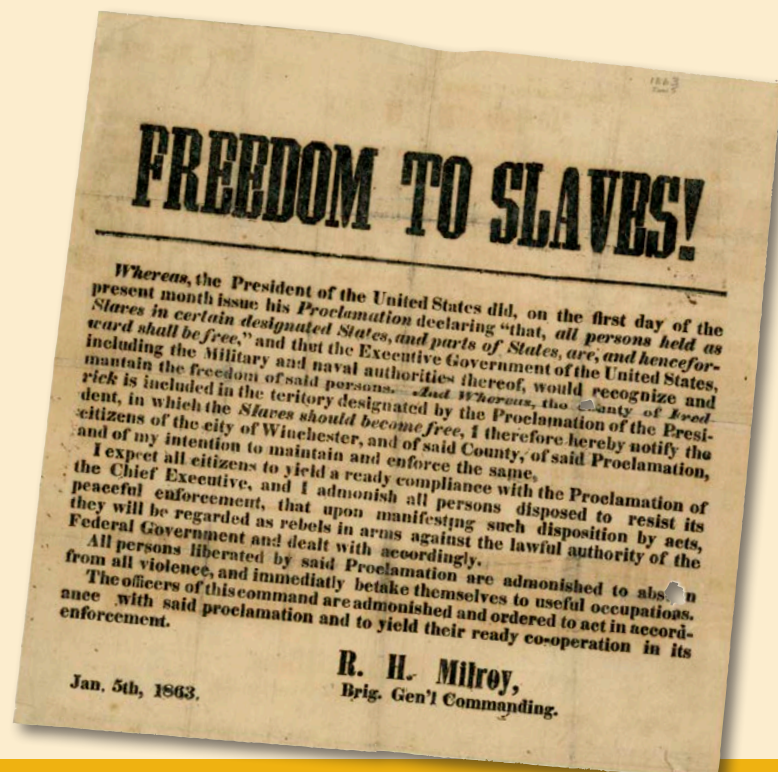 1863
FREEDOM TO SLAVES!
Whereas, the President of the United States did, on the first day of the
present month issue his Proclamation declaring "that, all persons held as
Slaves in certain designated States, and parts of States, are, and hencefor-
ward shall be free," and that the Executive Government of the United States,
including the Military and naval authorities thereof, would recognize and
mantain the freedom of said persons. And Whereas, the County of Fred-
rick is included in the teritory designated by the Proclamation of the Presi-
dent, in which the Slaves should become free, I therefore hereby notify the
citizens of the city of Winchester, and of said County, of said Proclamation,
and of my intention to maintain and enforce the same.
I expect all citizens to yield a ready compliance with the Proclamation of
the Chief Executive, and I admonish all persons disposed to resist its
peaceful enforcement, that upon manifesting such disposition by acts,
they will be regarded as rebels in arms against the lawful authority of the
Federal Government and dealt with accordingly.
All persons liberated by said Proclamation are admonished to abs n
from all violence, and immediatly betake themselves to useful occupations.
The officers of this command are admonished and ordered to act in accord-
ance with said proclamation and to yield their ready co-operation in its
enforcement.
R. H. Milroy,
Jan. 5th, 1863.
Brig. Gen'l Commanding.